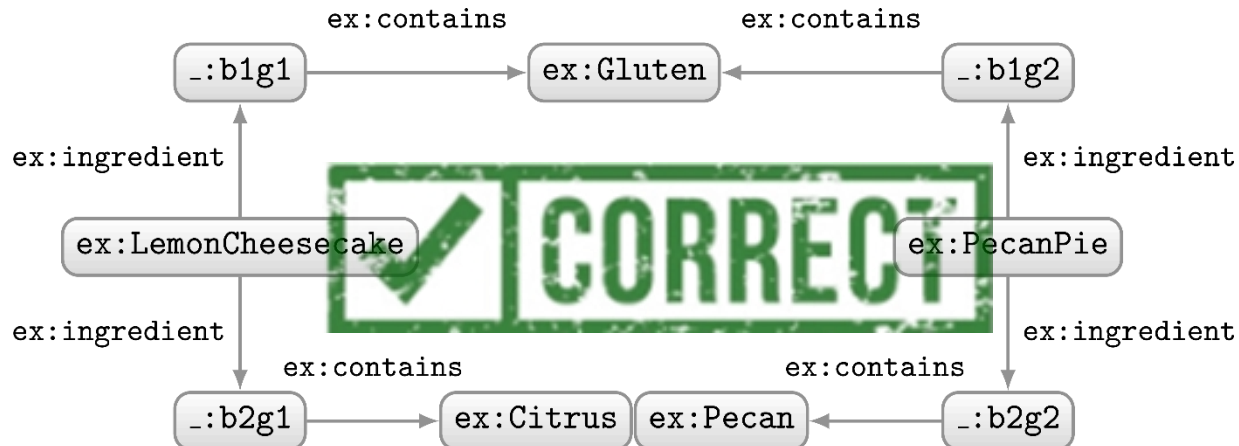 ex:contains ex:contains
_:b1g1 ex:Gluten _:b1g2
ex:ingredient ex:ingredient
CORRECT
ex:LemonCheesecake ex:PecanPie
ex:ingredient ex:ingredient
ex:contains ex:contains
_:b2g1 ex:Citrus ex:Pecan _:b2g2